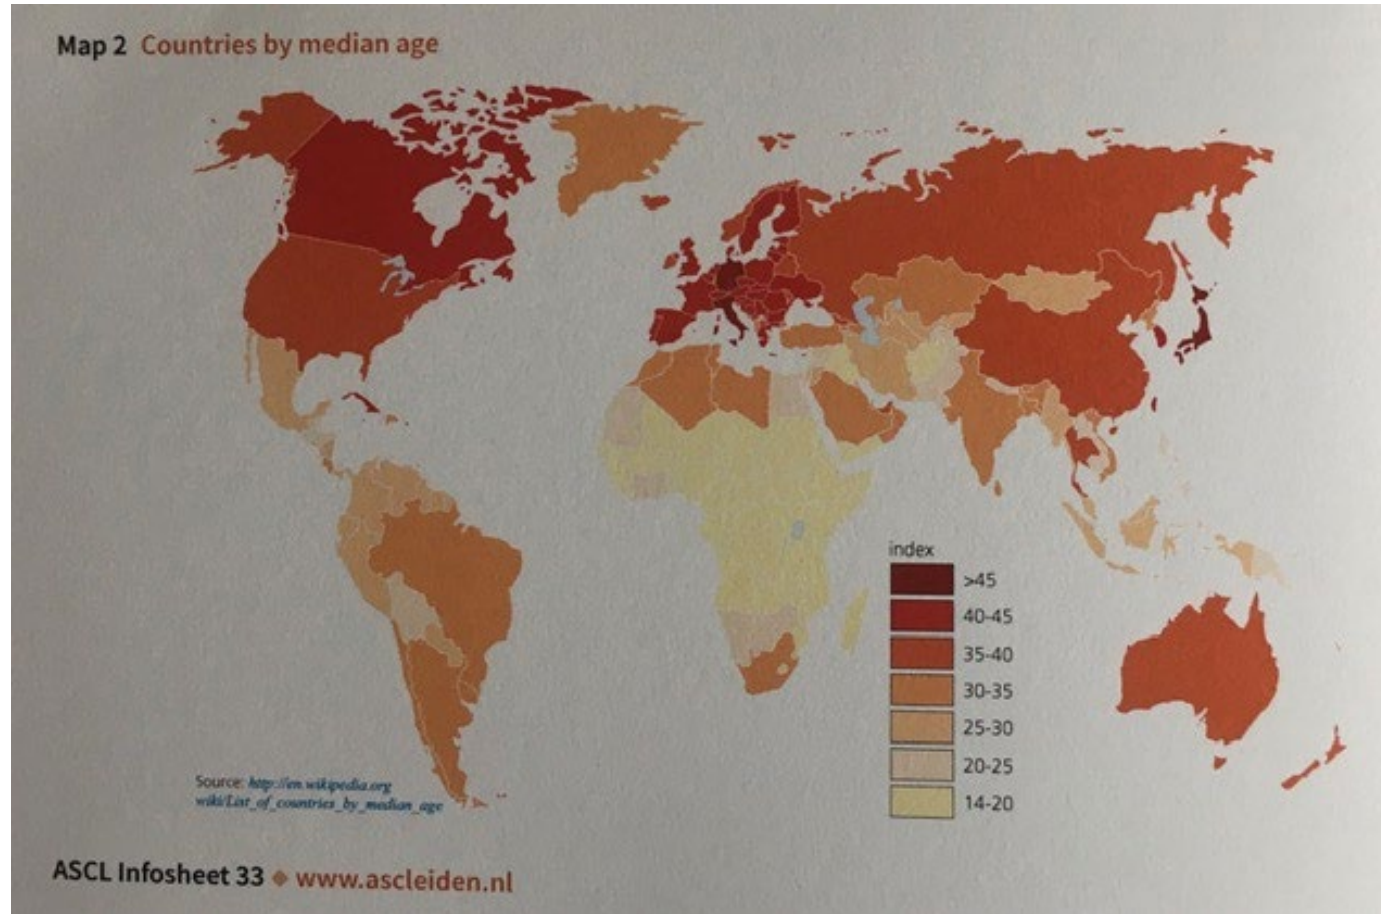 Map 2 Countries by median age
index
>45
40-45
35-40
30-35
25-30
20-25
14-20
Source: http://en.wikipedia.org
wiki/List_of_countries_by_median_age
ASCL Infosheet 33 ◆ www.ascleiden.nl